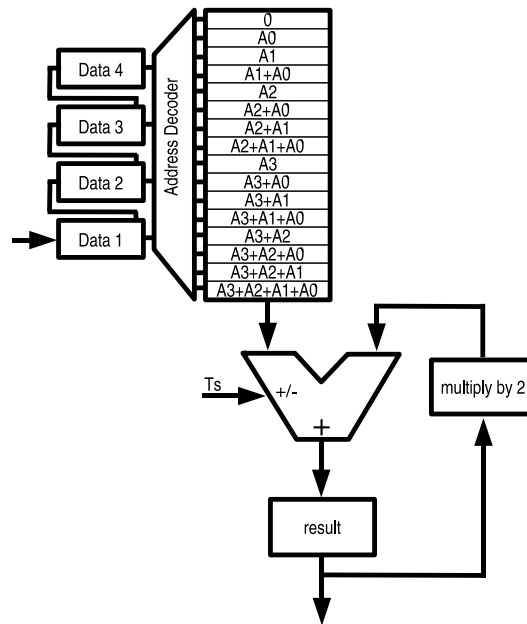 Data 4
Data 3
Data 2
Data 1
Address Decoder
0
A0
A1
A1+A0
A2
A2+A0
A2+A1
A2+A1+A0
A3
A3+A0
A3+A1
A3+A1+A0
A3+A2
A3+A2+A0
A3+A2+A1
A3+A2+A1+A0
Ts
+/-
+
multiply by 2
result